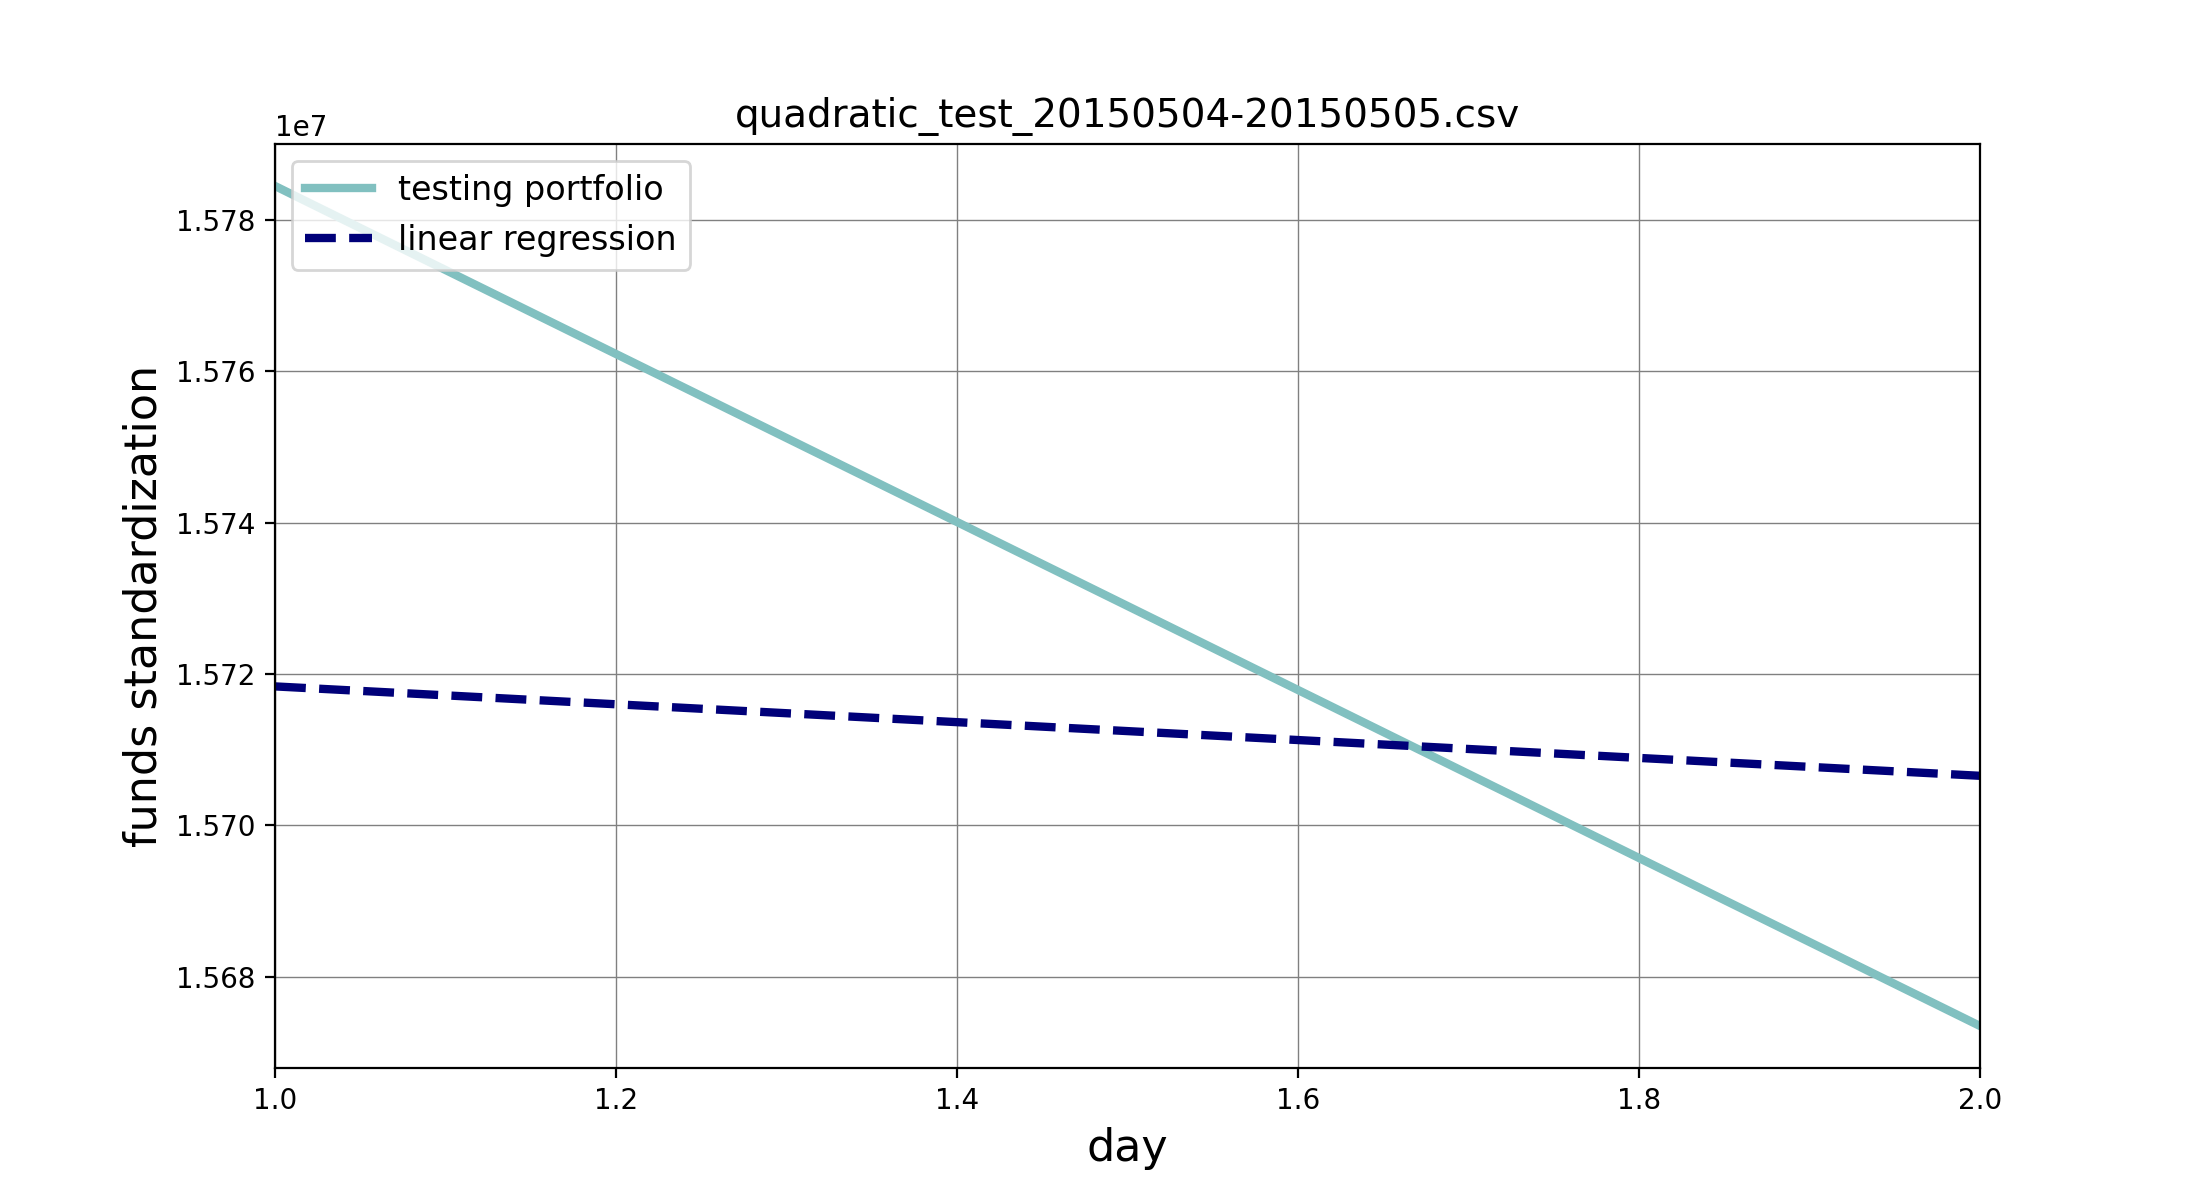 quadratic_test_20150504-20150505.csv
1e7
testing portfolio
linear regression
1.578
1.576
1.574
1.572
1.570
1.568
funds standardization
1.0 1.2 1.4 1.6 1.8 2.0
day